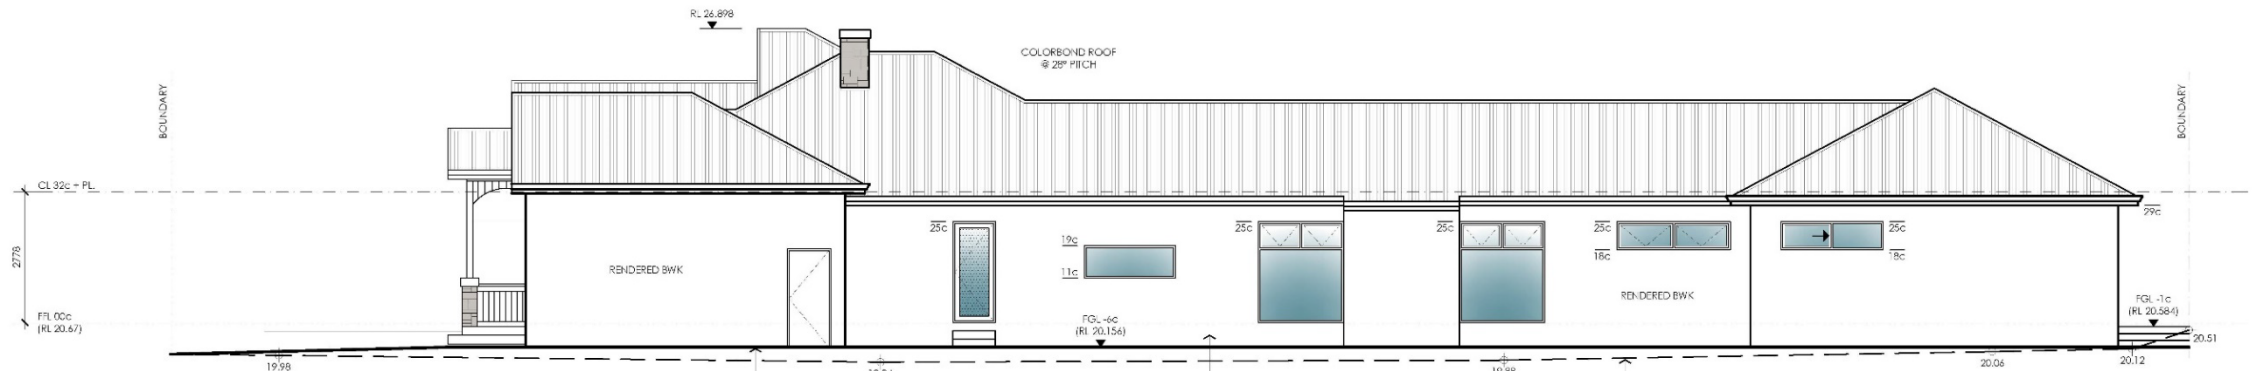 RL 26.898
COLORBOND ROOF
@ 28° PITCH
BOUNDARY
BOUNDARY
CL 32c + PL.
2778
FFL 00c
(RL 20.67)
RENDERED BWK
25c
19c
11c
25c
25c
25c
18c
25c
18c
29c
RENDERED BWK
FGL -6c
(RL 20.156)
FGL -1c
(RL 20.584)
20.51
19.98
20.06
20.12